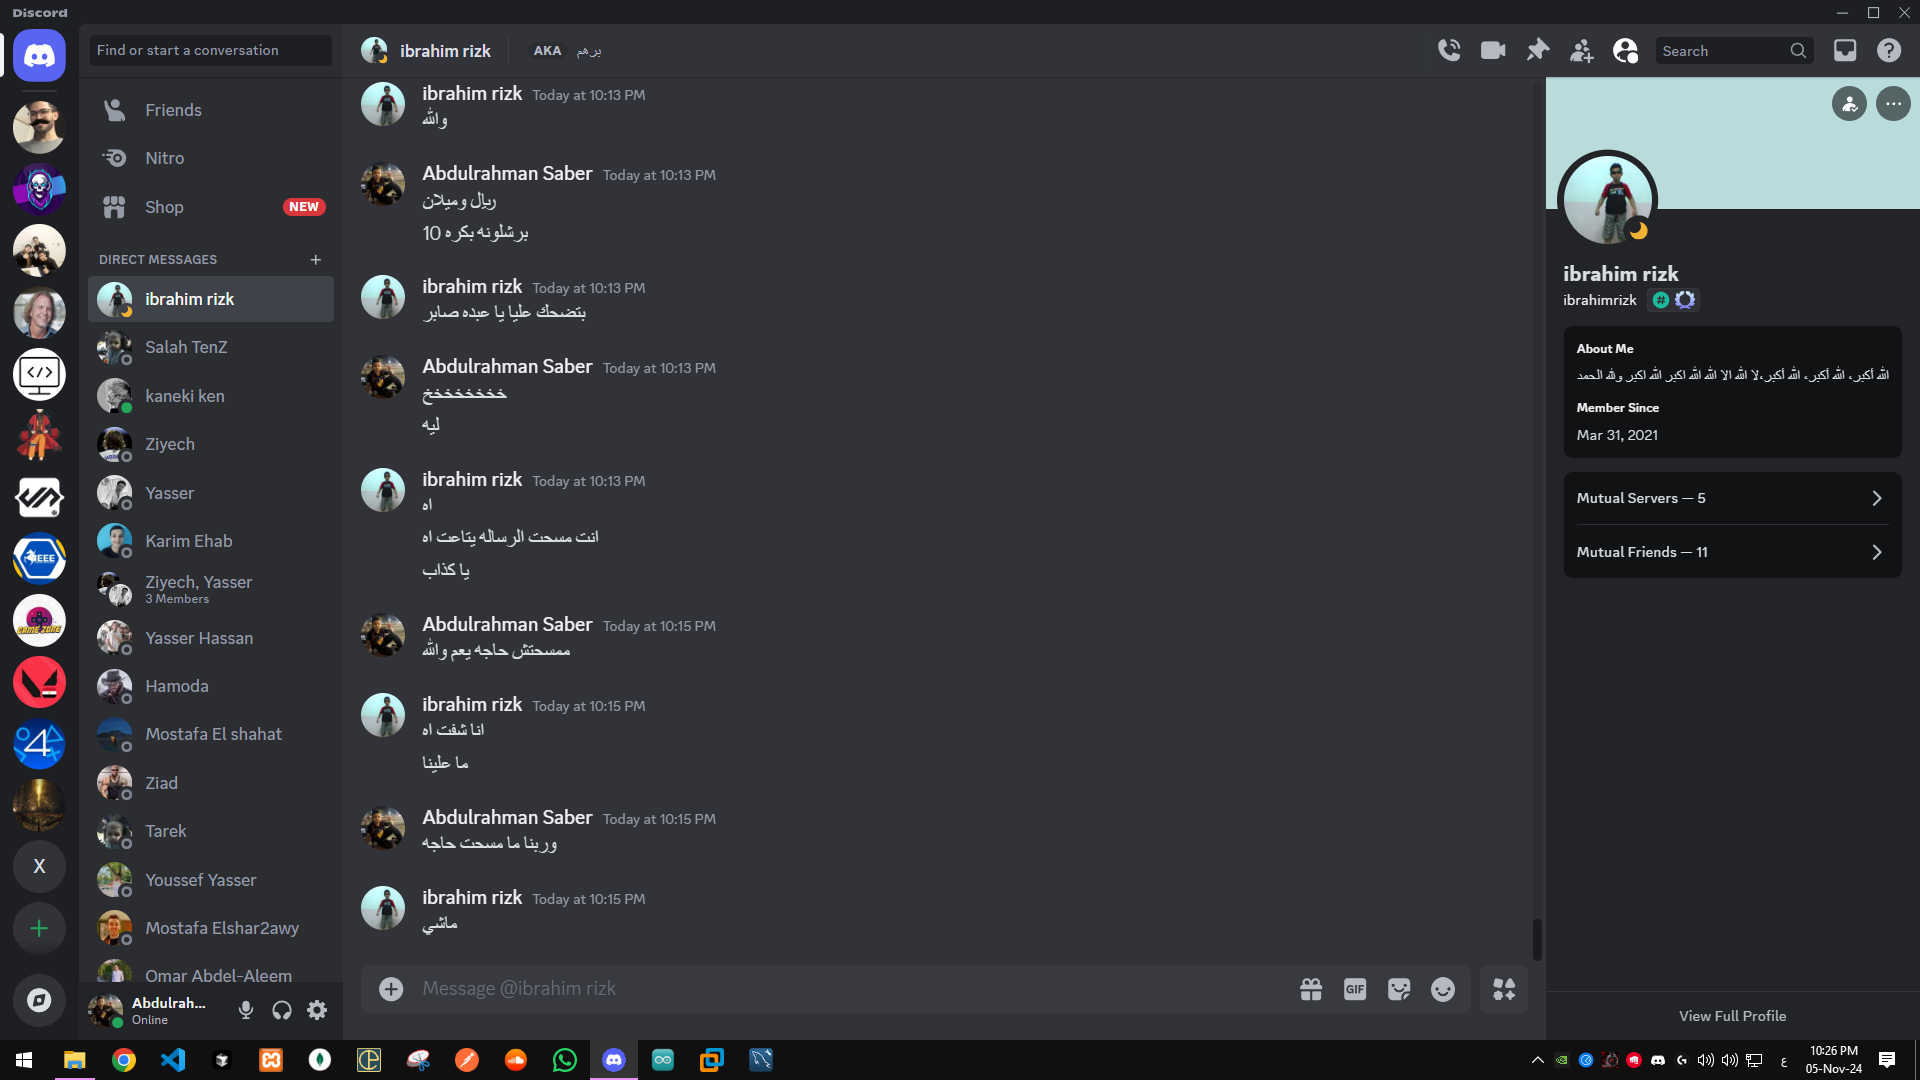 Discord
Find or start a conversation
ibrahim rizk
AKA
برهم
Search
Friends
Nitro
Shop
NEW
DIRECT MESSAGES
ibrahim rizk
Salah TenZ
kaneki ken
Ziyech
Yasser
Karim Ehab
Ziyech, Yasser
3 Members
Yasser Hassan
Hamoda
Mostafa El shahat
Ziad
Tarek
Youssef Yasser
Mostafa Elshar2awy
Omar Abdel-Aleem
Abdulrah...
Online
IEEE
GAME ZONE
X
ibrahim rizk Today at 10:13 PM
والله
Abdulrahman Saber Today at 10:13 PM
ريال وميلان
برشلونه بكره 10
ibrahim rizk Today at 10:13 PM
بتضحك عليا يا عبده صابر
Abdulrahman Saber Today at 10:13 PM
خخخخخخخخ
ليه
ibrahim rizk Today at 10:13 PM
اه
انت مسحت الرساله يتاعت اه
يا كذاب
Abdulrahman Saber Today at 10:15 PM
ممسحتش حاجه يعم والله
ibrahim rizk Today at 10:15 PM
انا شفت اه
ما علينا
Abdulrahman Saber Today at 10:15 PM
وربنا ما مسحت حاجه
ibrahim rizk Today at 10:15 PM
ماشي
Message @ibrahim rizk
GIF
ibrahim rizk
ibrahimrizk
About Me
الله أكبر، الله أكبر، الله أكبر،لا الله الا الله الله اكبر الله اكبر ولله الحمد
Member Since
Mar 31, 2021
Mutual Servers — 5
Mutual Friends — 11
View Full Profile
ع
10:26 PM
05-Nov-24